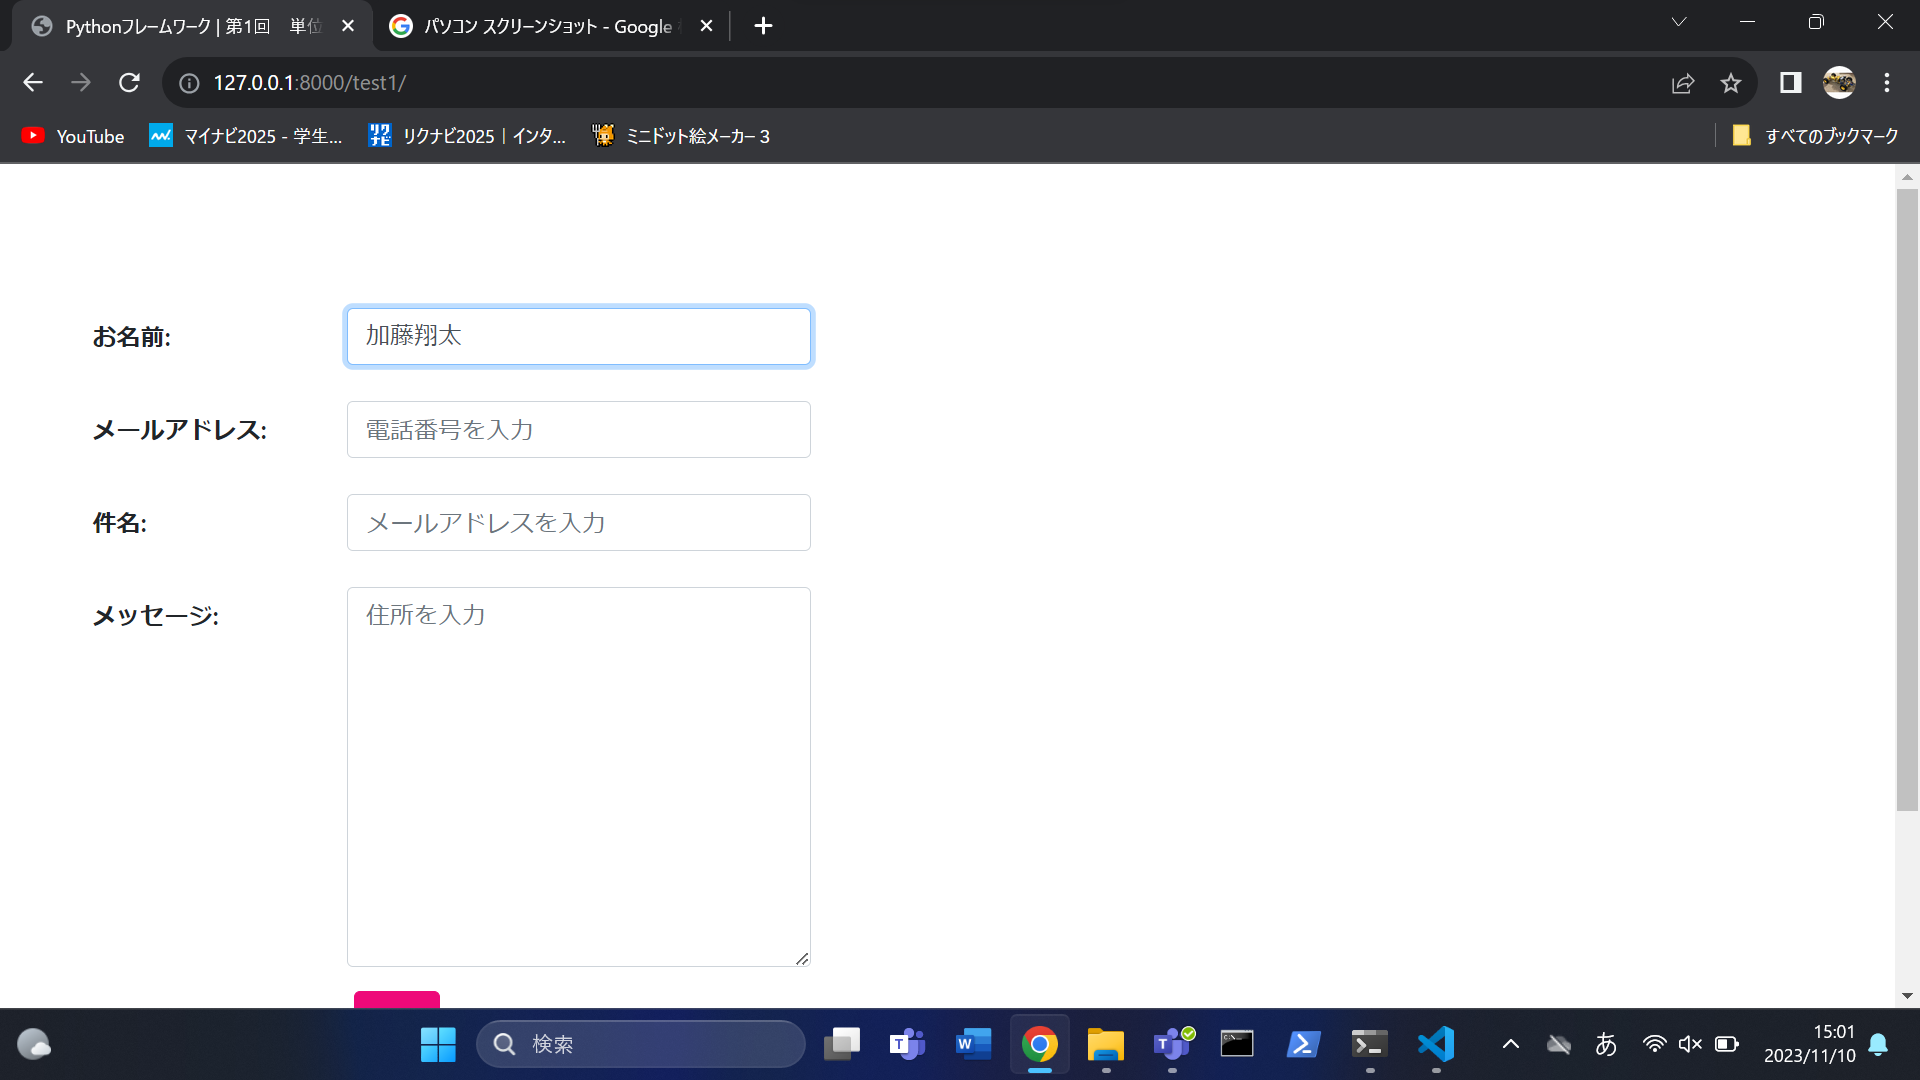 Pythonフレームワーク | 第1回　単位
パソコン スクリーンショット - Google
127.0.0.1:8000/test1/
YouTube
マイナビ2025 - 学生...
リクナビ2025｜インタ...
ミニドット絵メーカー 3
すべてのブックマーク
お名前:
加藤翔太
メールアドレス:
電話番号を入力
件名:
メールアドレスを入力
メッセージ:
住所を入力
検索
あ
15:01
2023/11/10